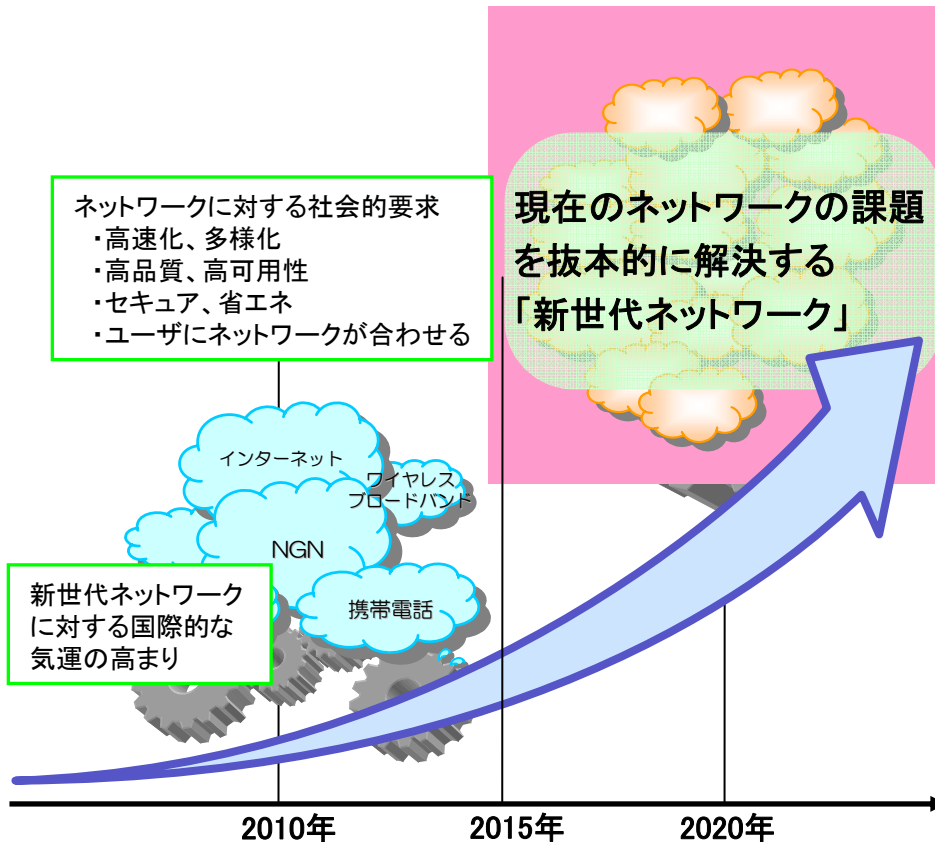 現在のネットワークの課題
を抜本的に解決する
「新世代ネットワーク」
ネットワークに対する社会的要求
・高速化、多様化
・高品質、高可用性
・セキュア、省エネ
・ユーザにネットワークが合わせる
インターネット
ワイヤレス
ブロードバンド
NGN
携帯電話
新世代ネットワーク
に対する国際的な
気運の高まり
2010年
2015年
2020年